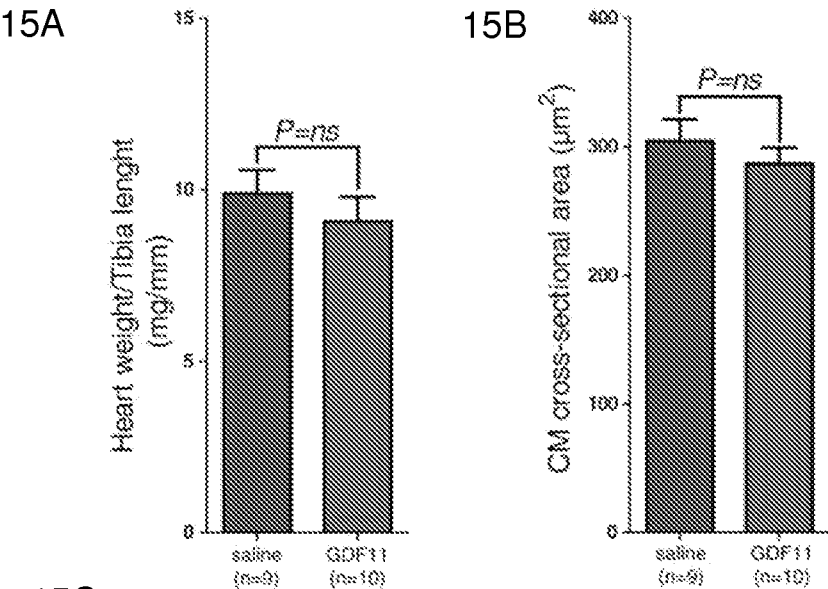 15A
15
10
5
0
Heart weight/Tibia lenght
(mg/mm)
P=ns
saline
(n=9)
GDF11
(n=10)
15B
400
300
200
100
0
CM cross-sectional area (μm²)
P=ns
saline
(n=9)
GDF11
(n=10)